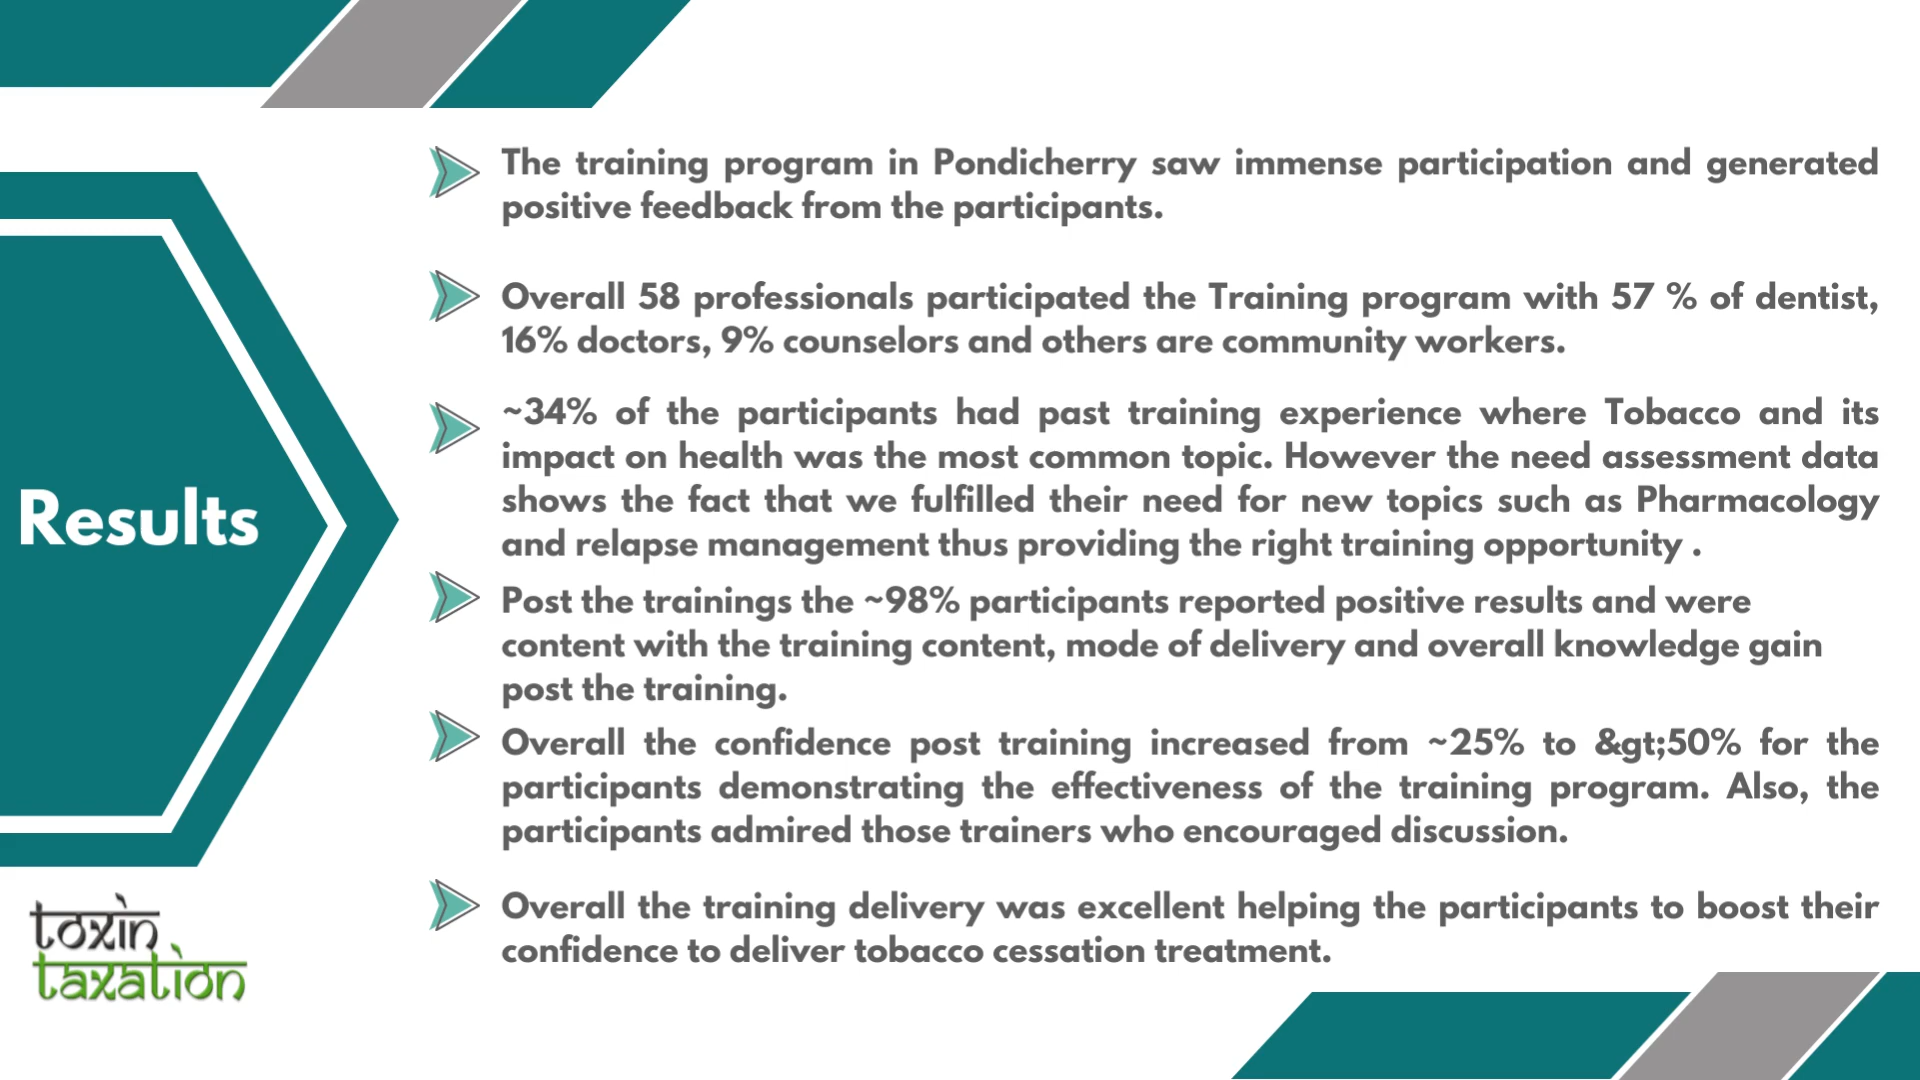 The training program in Pondicherry saw immense participation and generated
positive feedback from the participants.
Overall 58 professionals participated the Training program with 57 % of dentist,
16% doctors, 9% counselors and others are community workers.
~34% of the participants had past training experience where Tobacco and its
impact on health was the most common topic. However the need assessment data
shows the fact that we fulfilled their need for new topics such as Pharmacology
and relapse management thus providing the right training opportunity .
Post the trainings the ~98% participants reported positive results and were
content with the training content, mode of delivery and overall knowledge gain
post the training.
Overall the confidence post training increased from ~25% to &gt;50% for the
participants demonstrating the effectiveness of the training program. Also, the
participants admired those trainers who encouraged discussion.
Overall the training delivery was excellent helping the participants to boost their
confidence to deliver tobacco cessation treatment.
Results
toxin
taxation